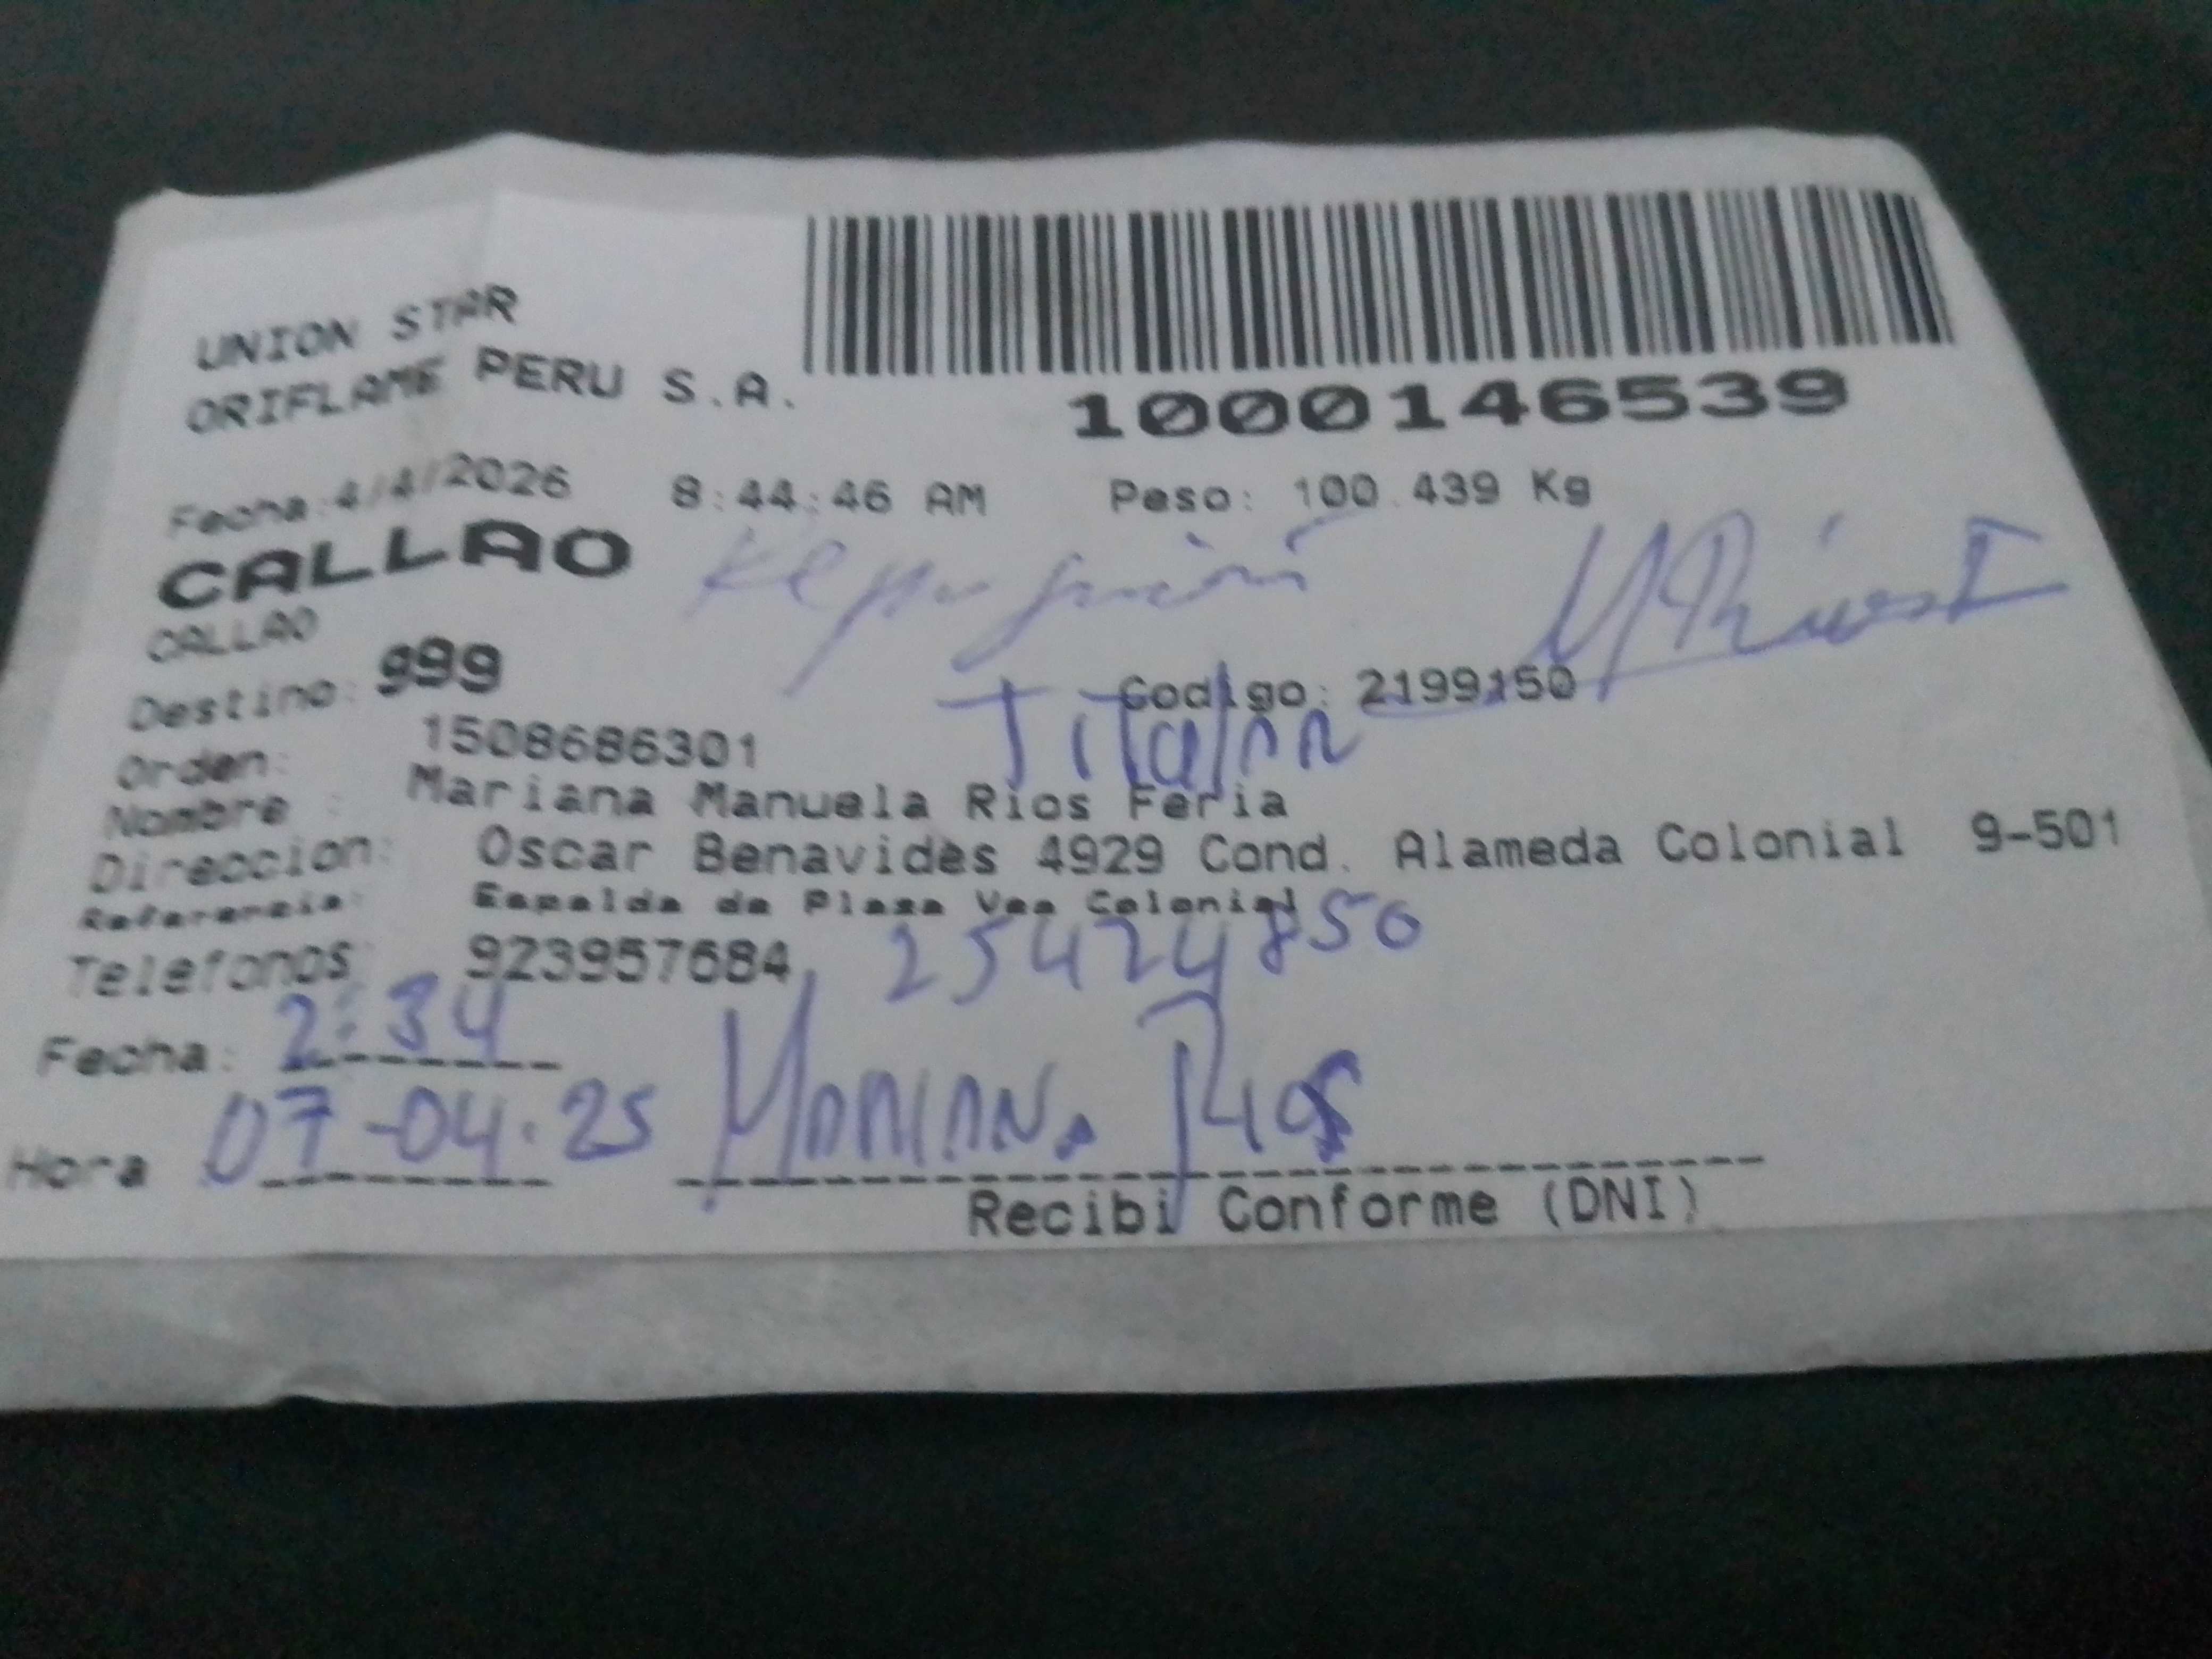 UNION STAR
ORIFLAME PERU S.A.
1000146539
Fecha:4/4/2026 8:44:46 AM Peso: 100.439 Kg
CALLAO
CALLAO
Destino: 999
Codigo: 2199150
Titular
Orden: 1508686301
Nombre : Mariana Manuela Rios Feria
Direccion: Oscar Benavides 4929 Cond. Alameda Colonial 9-501
Referencia: Espalda de Plaza Vea Colonial
Telefonos: 923957684, 25424850
Fecha: 2:34
Hora 07-04.25 Mariana Rios
Recibi Conforme (DNI)